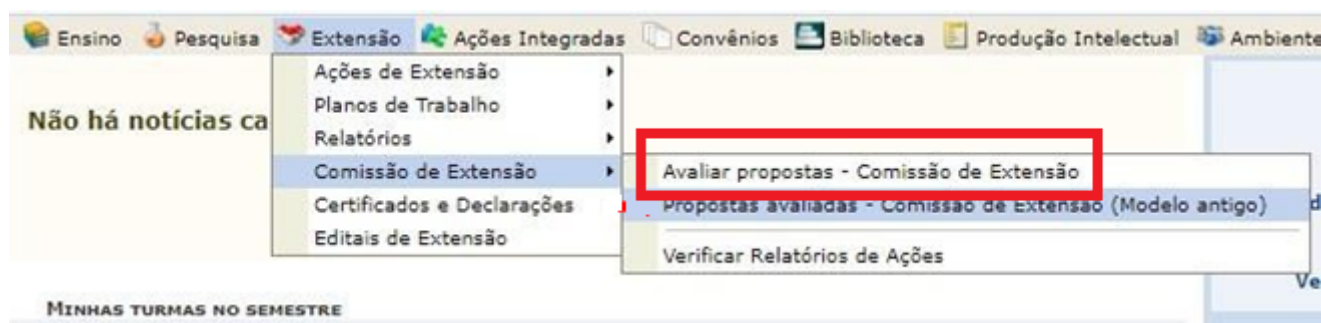 Ensino Pesquisa Extensão Ações Integradas Convênios Biblioteca Produção Intelectual Ambiente
Ações de Extensão
Planos de Trabalho
Não há notícias ca
Relatórios
Comissão de Extensão
Avaliar propostas - Comissão de Extensão
Certificados e Declarações
Propostas avaliadas - Comissão de Extensão (Modelo antigo)
Editais de Extensão
Verificar Relatórios de Ações
Ve
MINHAS TURMAS NO SEMESTRE